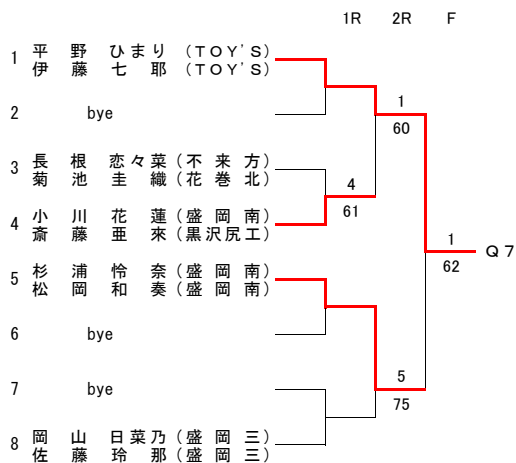 1R 2R F
1 平野 ひまり (TOY'S)
伊藤 七耶 (TOY'S)
2 bye
3 長根 恋々菜 (不来方)
菊池 圭織 (花巻北)
4 小川 花蓮 (盛岡南)
斎藤 亜來 (黒沢尻工)
5 杉浦 怜奈 (盛岡南)
松岡 和奏 (盛岡南)
6 bye
7 bye
8 岡山 日菜乃 (盛岡三)
佐藤 玲那 (盛岡三)
4
61
1
60
5
75
1
62
Q7